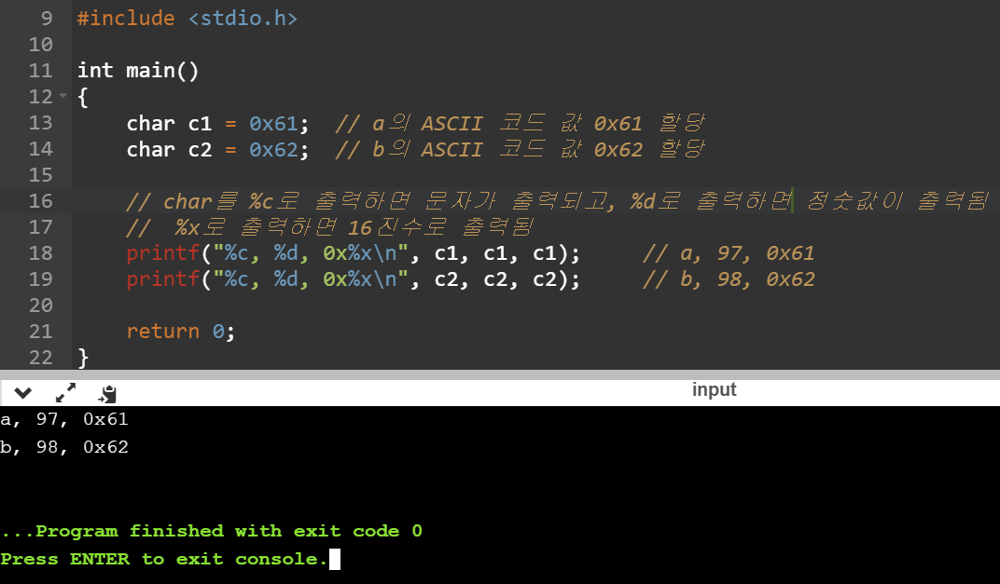 9 #include <stdio.h>
10
11 int main()
12 {
13     char c1 = 0x61;  // a의 ASCII 코드 값 0x61 할당
14     char c2 = 0x62;  // b의 ASCII 코드 값 0x62 할당
15
16     // char를 %c로 출력하면 문자가 출력되고, %d로 출력하면 정숫값이 출력됨
17     //  %x로 출력하면 16진수로 출력됨
18     printf("%c, %d, 0x%x\n", c1, c1, c1);     // a, 97, 0x61
19     printf("%c, %d, 0x%x\n", c2, c2, c2);     // b, 98, 0x62
20
21     return 0;
22 }
input
a, 97, 0x61
b, 98, 0x62
...Program finished with exit code 0
Press ENTER to exit console.